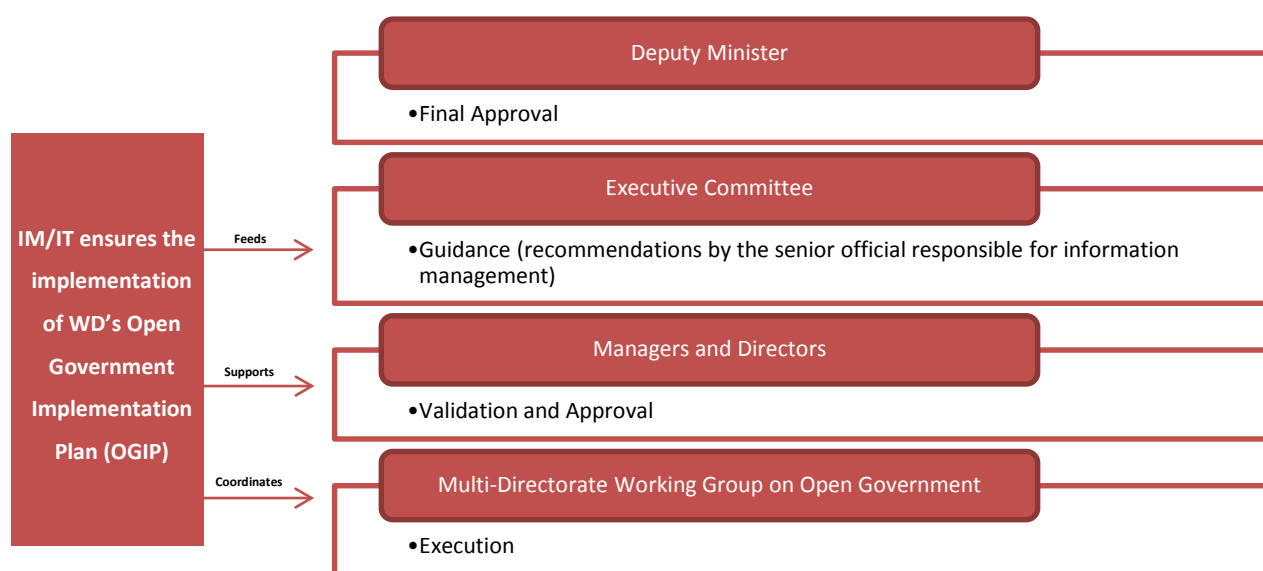 Deputy Minister
•Final Approval
IM/IT ensures the
implementation
of WD’s Open
Government
Implementation
Plan (OGIP)
Feeds
Executive Committee
•Guidance (recommendations by the senior official responsible for information
management)
Supports
Managers and Directors
•Validation and Approval
Coordinates
Multi-Directorate Working Group on Open Government
•Execution